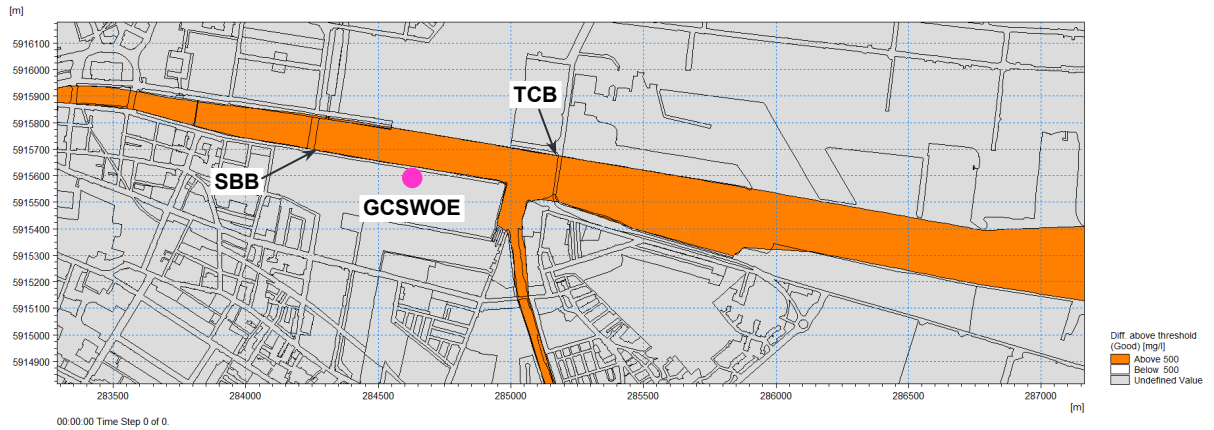 [m]
5916100
5916000
5915900
5915800
5915700
5915600
5915500
5915400
5915300
5915200
5915100
5915000
5914900
TCB
SBB
GCSWOE
283500
284000
284500
285000
285500
286000
286500
287000
[m]
Diff. above threshold
(Good) [mg/l]
Above 500
Below 500
Undefined Value
00:00:00 Time Step 0 of 0.